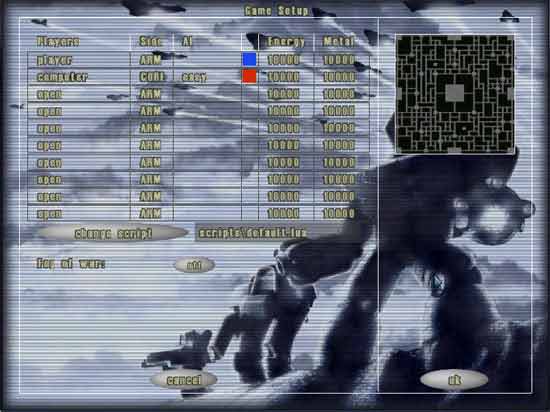 Game Setup
Players Side AI Energy Metal
player ARM 10000 10000
computer CORE easy 10000 10000
open ARM 10000 10000
open ARM 10000 10000
open ARM 10000 10000
open ARM 10000 10000
open ARM 10000 10000
open ARM 10000 10000
open ARM 10000 10000
open ARM 10000 10000
change script scripts\default.lua
Fog of war: off
cancel ok